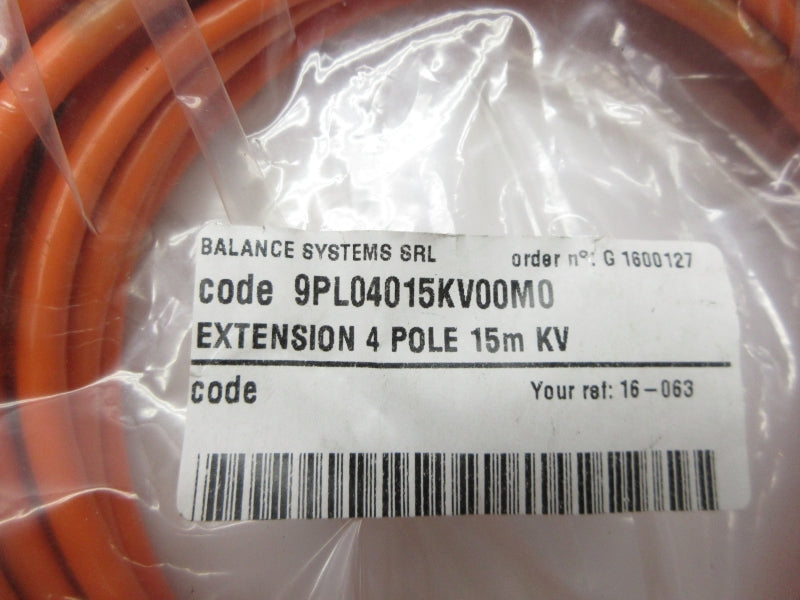 BALANCE SYSTEMS SRL order n°: G 1600127
code 9PL04015KV00M0
EXTENSION 4 POLE 15m KV
code Your ref: 16-063